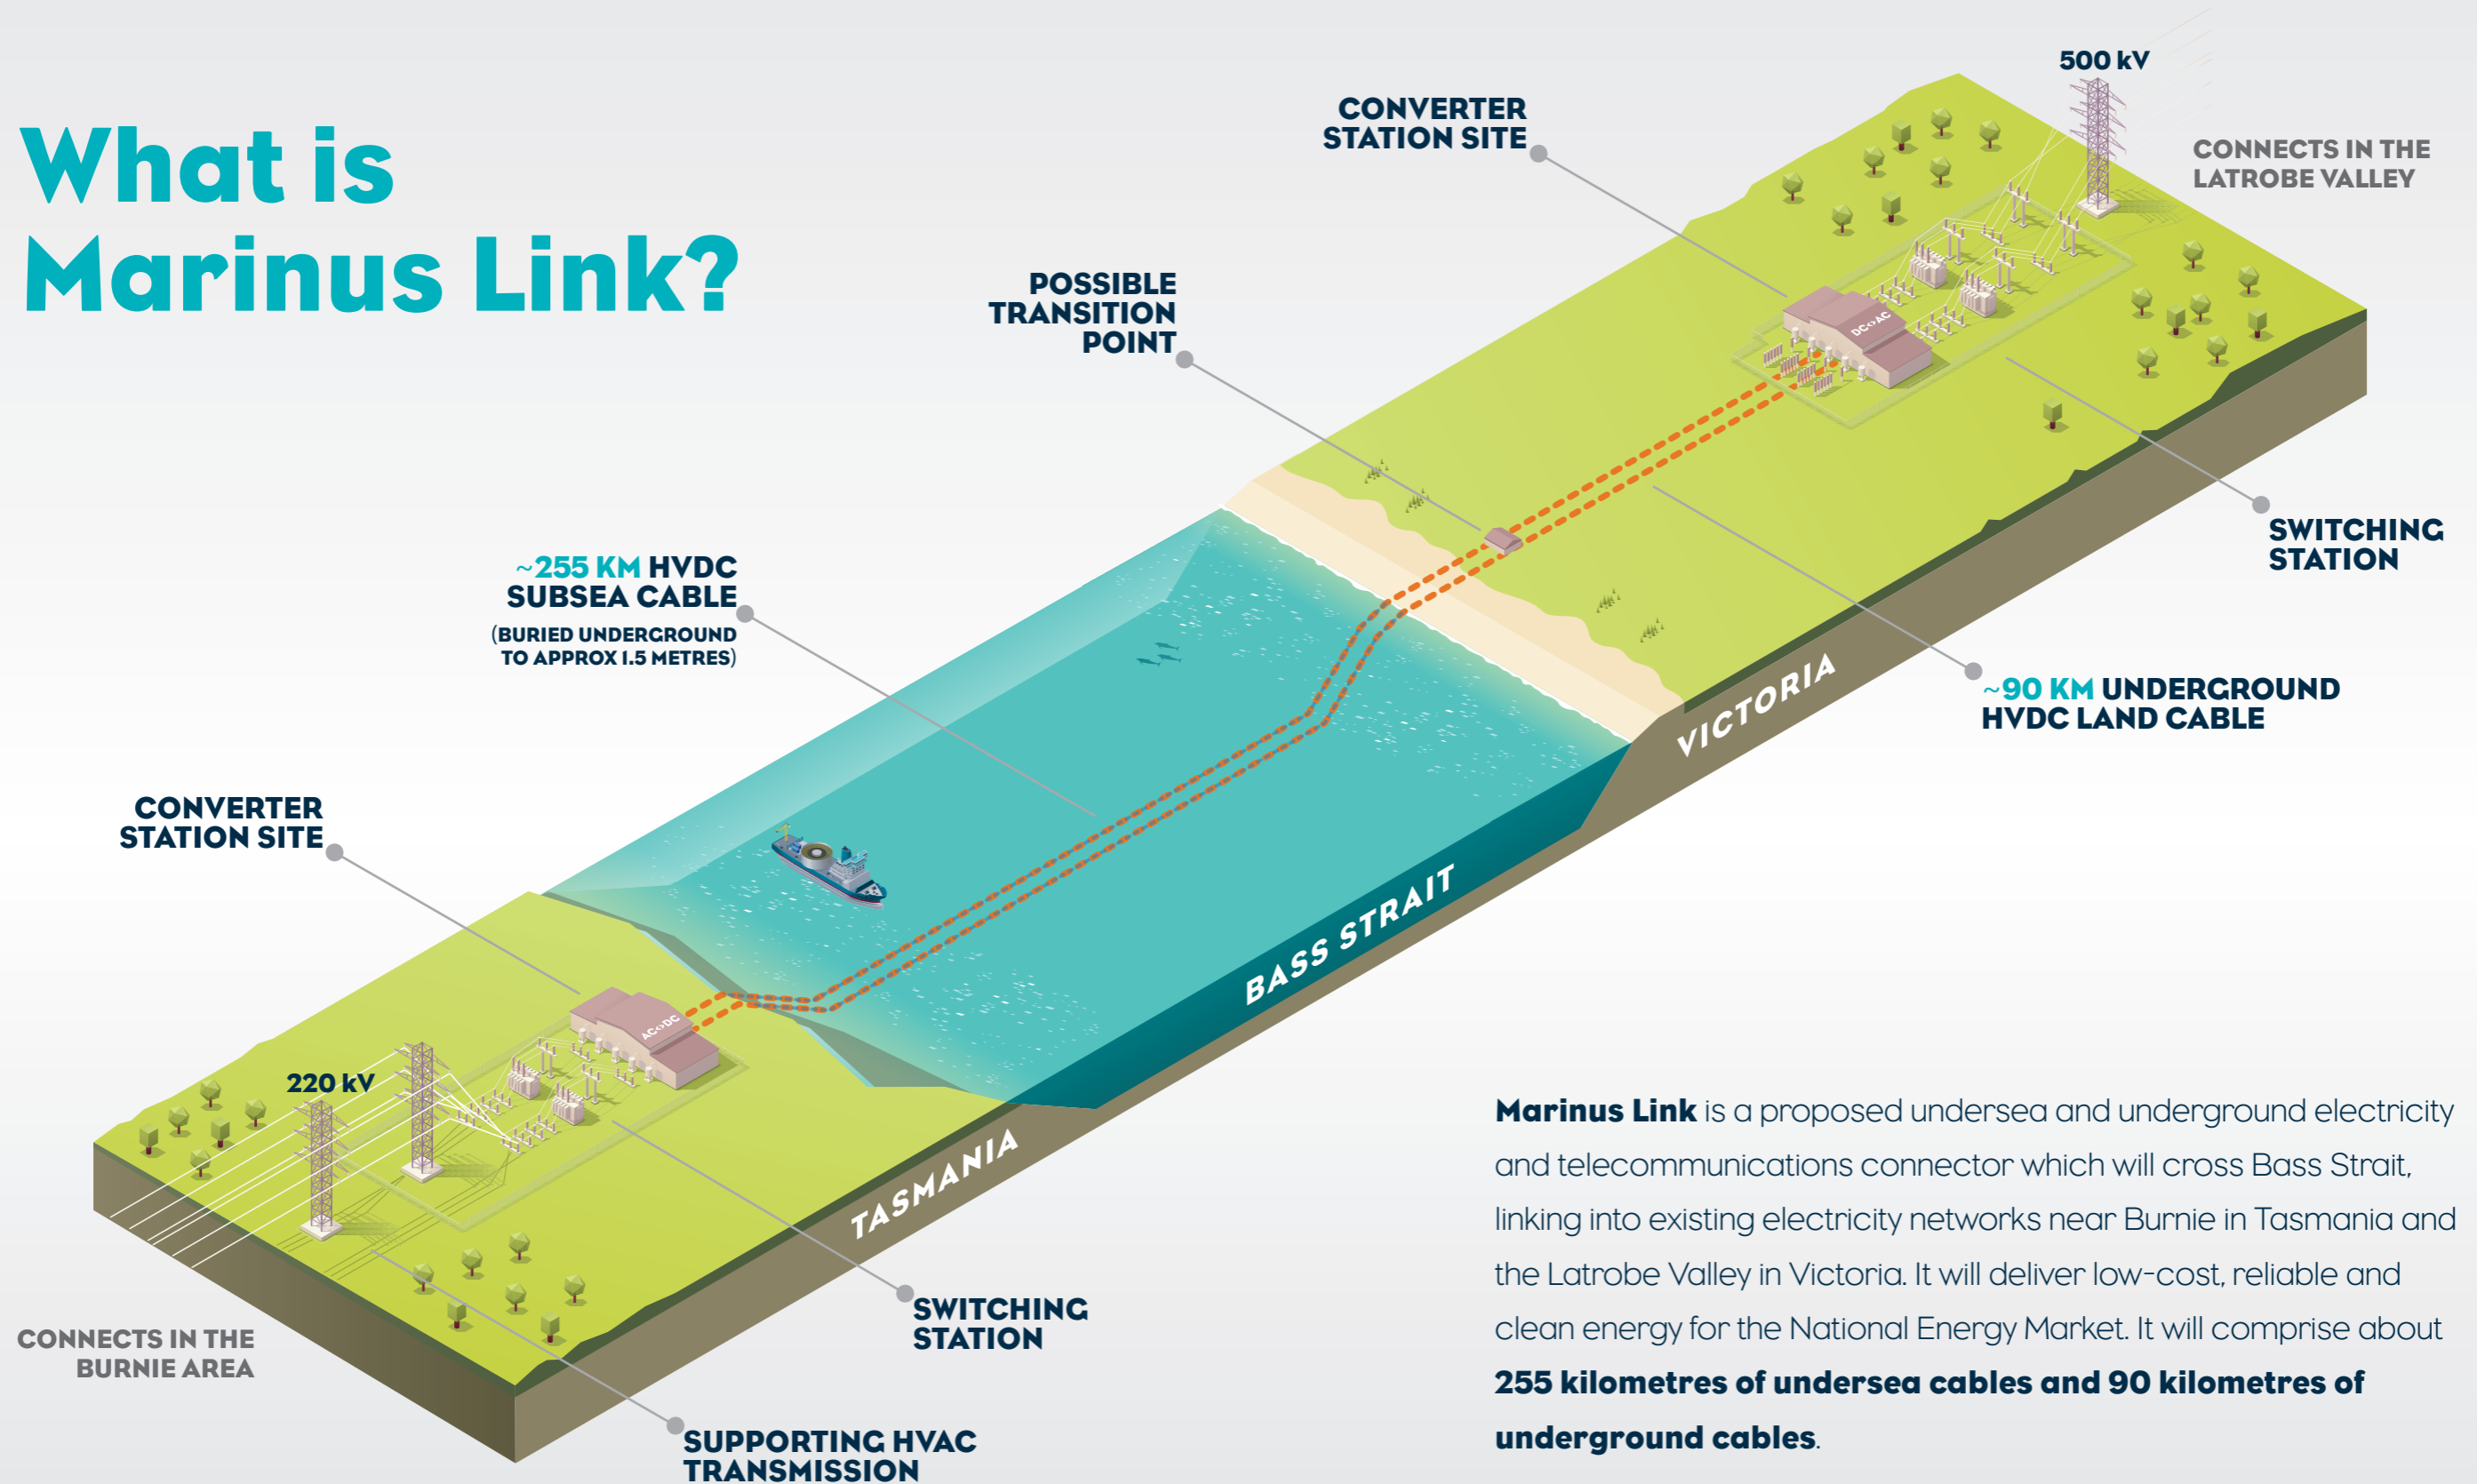 What is
Marinus Link?
500 kV
CONNECTS IN THE
LATROBE VALLEY
CONVERTER
STATION SITE
POSSIBLE
TRANSITION
POINT
DC<>AC
SWITCHING
STATION
~255 KM HVDC
SUBSEA CABLE
(BURIED UNDERGROUND
TO APPROX 1.5 METRES)
~90 KM UNDERGROUND
HVDC LAND CABLE
VICTORIA
BASS STRAIT
TASMANIA
CONVERTER
STATION SITE
AC<>DC
220 kV
SWITCHING
STATION
CONNECTS IN THE
BURNIE AREA
SUPPORTING HVAC
TRANSMISSION
Marinus Link is a proposed undersea and underground electricity
and telecommunications connector which will cross Bass Strait,
linking into existing electricity networks near Burnie in Tasmania and
the Latrobe Valley in Victoria. It will deliver low-cost, reliable and
clean energy for the National Energy Market. It will comprise about
255 kilometres of undersea cables and 90 kilometres of
underground cables.